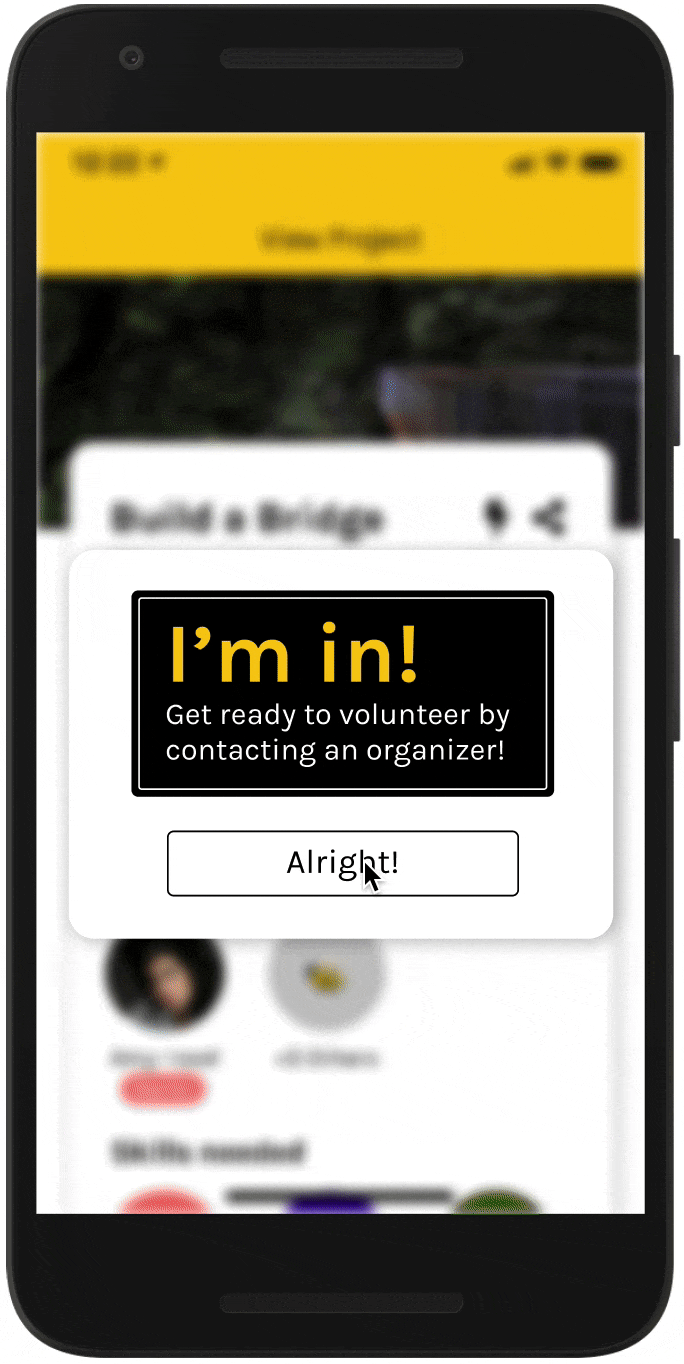 View Project
Build a Bridge
I’m in!
Get ready to volunteer by
contacting an organizer!
Alright!
Skills needed